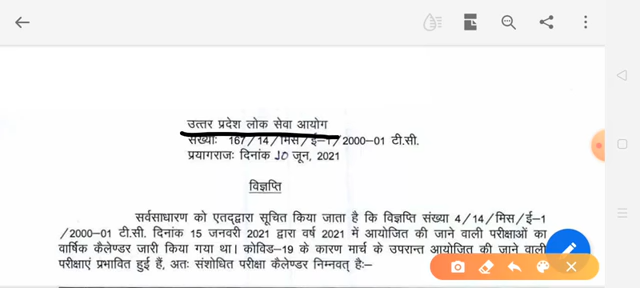 उत्तर प्रदेश लोक सेवा आयोग
संख्याः 167/14/मिस/ई-1/2000-01 टी.सी.
प्रयागराजः दिनांक 10 जून, 2021
विज्ञप्ति
सर्वसाधारण को एतद्द्वारा सूचित किया जाता है कि विज्ञप्ति संख्या 4/14/मिस/ई-1
/2000-01 टी.सी. दिनांक 15 जनवरी 2021 द्वारा वर्ष 2021 में आयोजित की जाने वाली परीक्षाओं का
वार्षिक कैलेण्डर जारी किया गया था। कोविड-19 के कारण मार्च के उपरान्त आयोजित की जाने वाली
परीक्षाएं प्रभावित हुई हैं, अतः संशोधित परीक्षा कैलेण्डर निम्नवत् हैः-